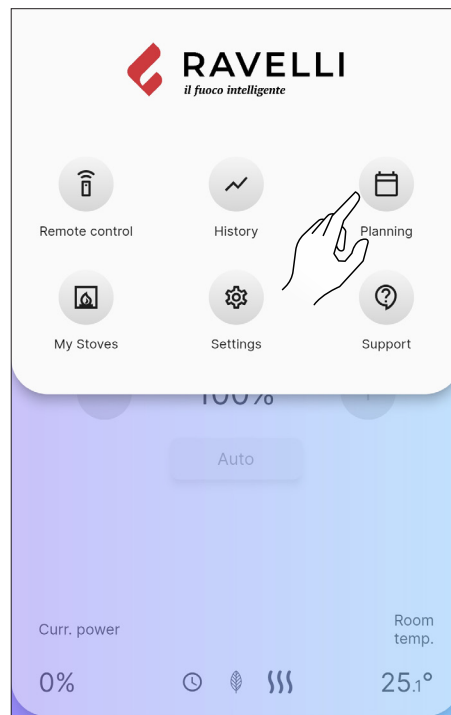 RAVELLI
il fuoco intelligente
Remote control
History
Planning
My Stoves
Settings
Support
100%
Auto
Curr. power
Room
temp.
0%
25.1°